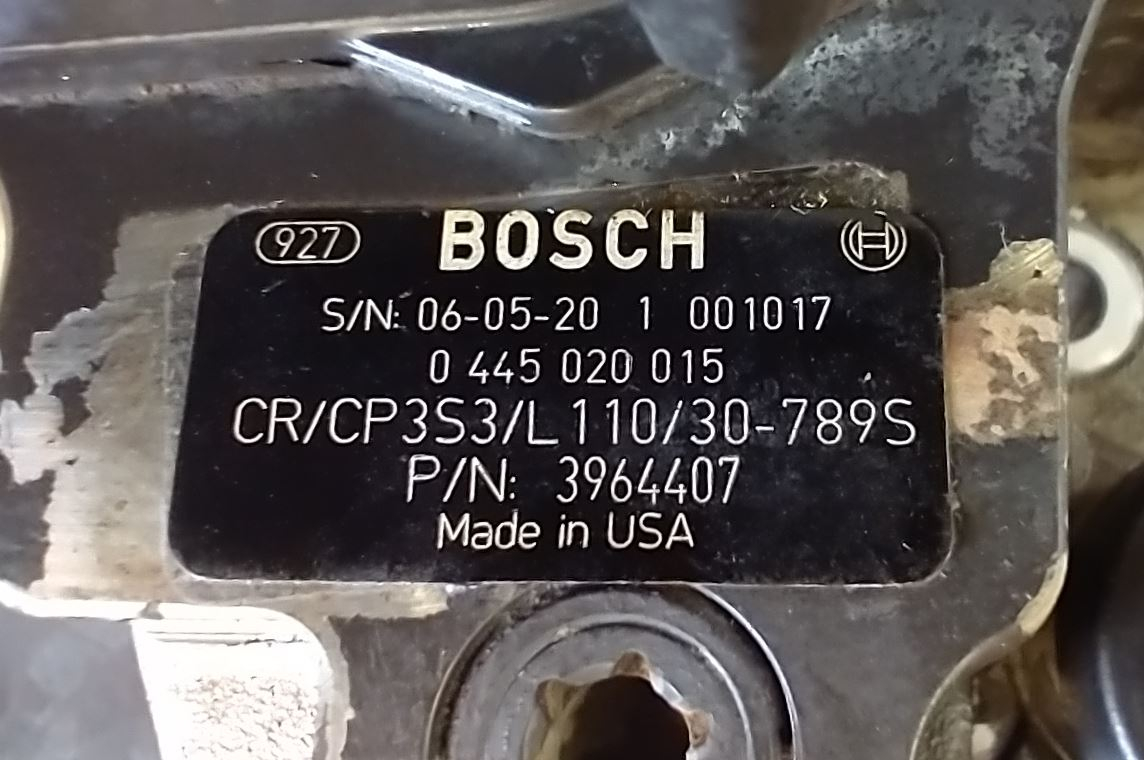 927 BOSCH
S/N: 06-05-20 1 001017
0 445 020 015
CR/CP3S3/L110/30-789S
P/N: 3964407
Made in USA